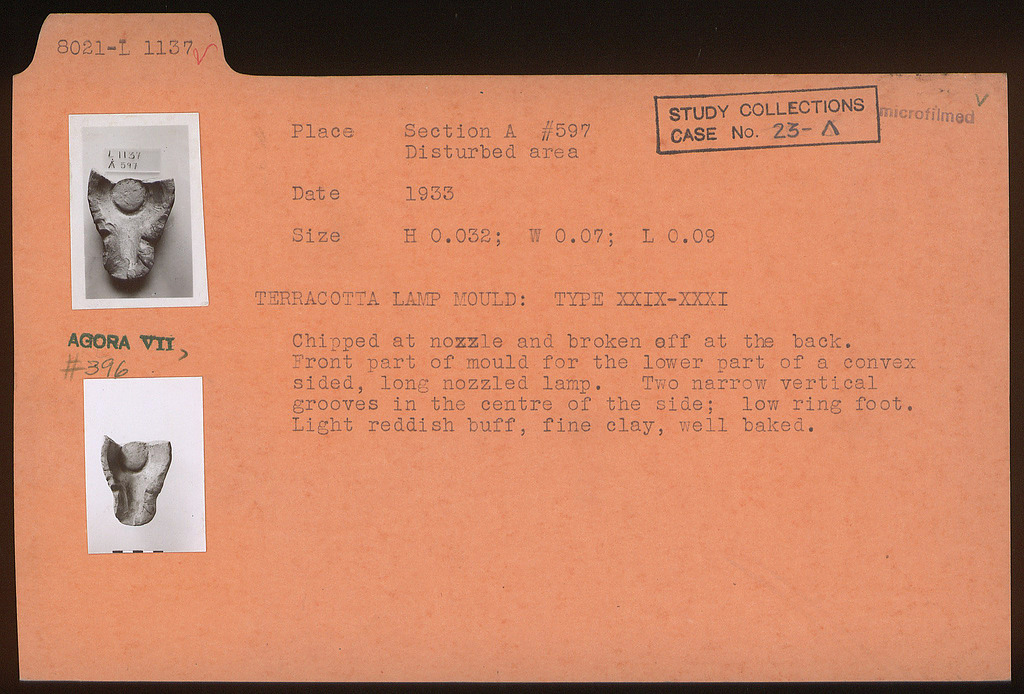 8021-L 1137
L 1137
A 597
Place Section A #597
Disturbed area
STUDY COLLECTIONS
CASE No. 23-Λ
microfilmed
Date 1933
Size H 0.032; W 0.07; L 0.09
TERRACOTTA LAMP MOULD: TYPE XXIX-XXXI
AGORA VII,
#396
Chipped at nozzle and broken off at the back.
Front part of mould for the lower part of a convex
sided, long nozzled lamp. Two narrow vertical
grooves in the centre of the side; low ring foot.
Light reddish buff, fine clay, well baked.